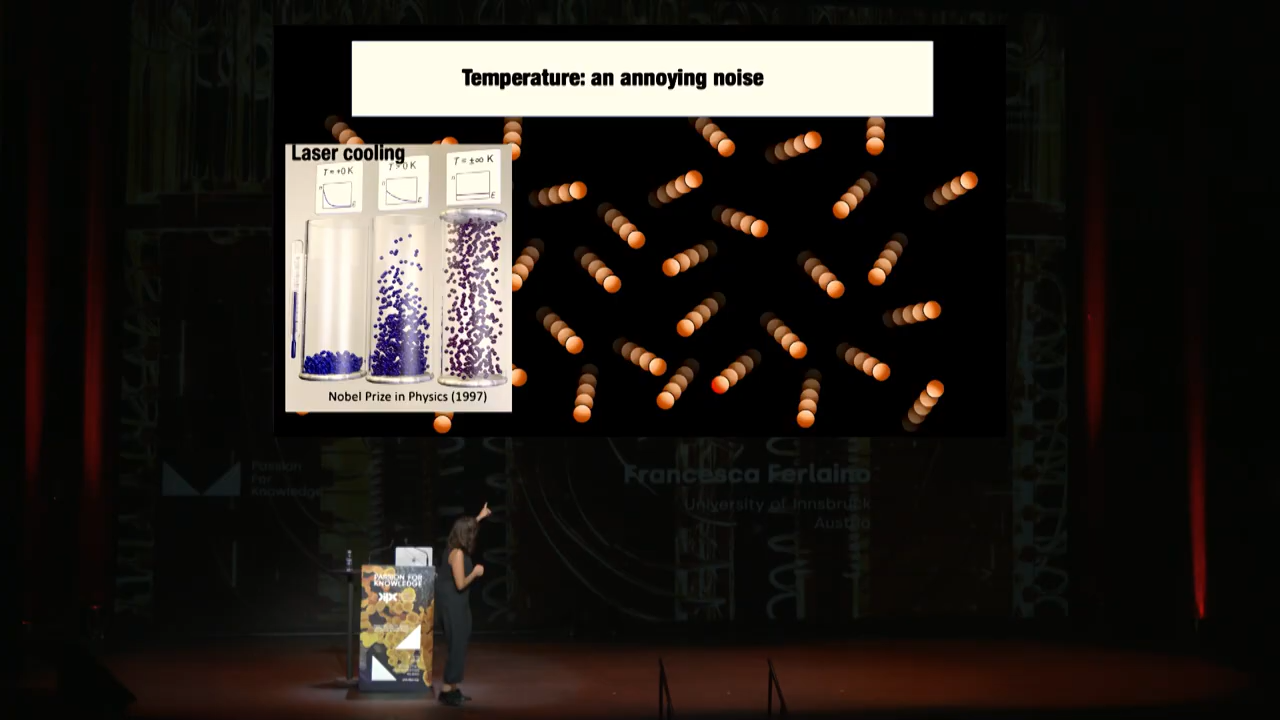 Temperature: an annoying noise
Laser cooling
T = +0 K
T > 0 K
T = ±∞ K
n
E
n
E
n
E
Nobel Prize in Physics (1997)
Passion
For
Knowledge
Francesca Ferlaino
University of Innsbruck
Austria
PASSION FOR
KNOWLEDGE
dipc